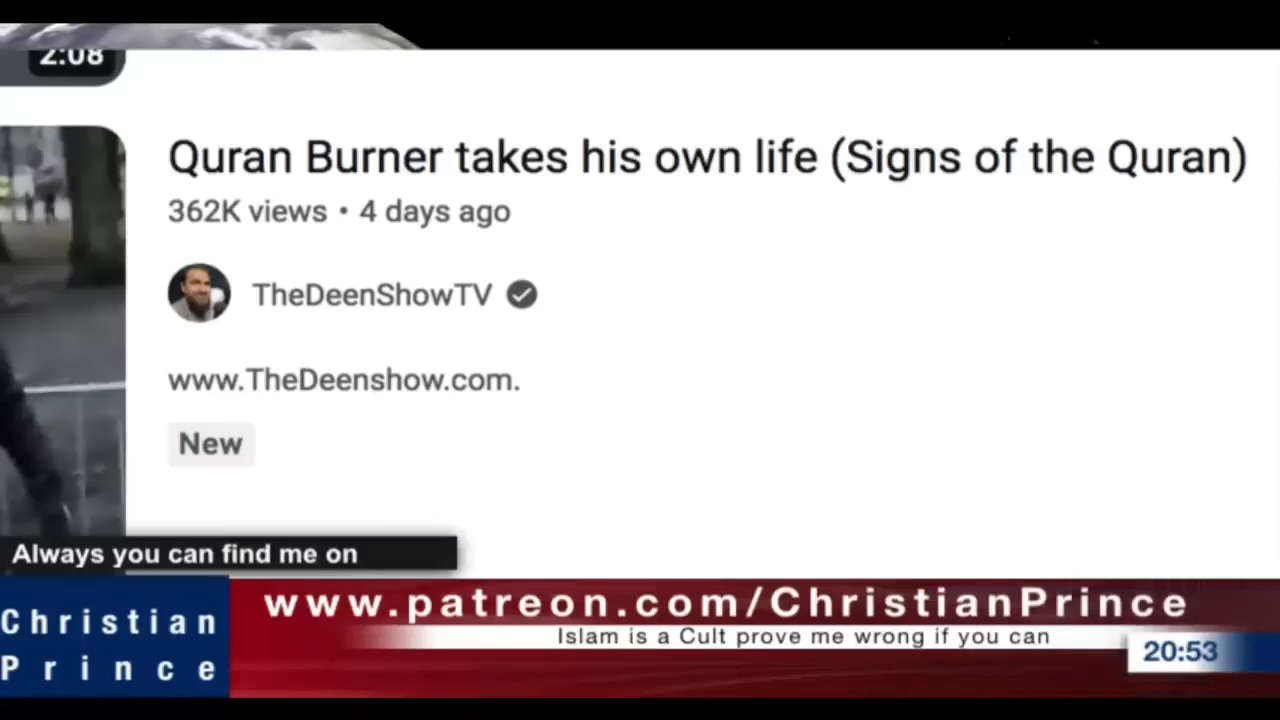 2:08
Quran Burner takes his own life (Signs of the Quran)
362K views • 4 days ago
TheDeenShowTV
www.TheDeenshow.com.
New
Always you can find me on
Christian
Prince
www.patreon.com/ChristianPrince
Islam is a Cult prove me wrong if you can
20:53